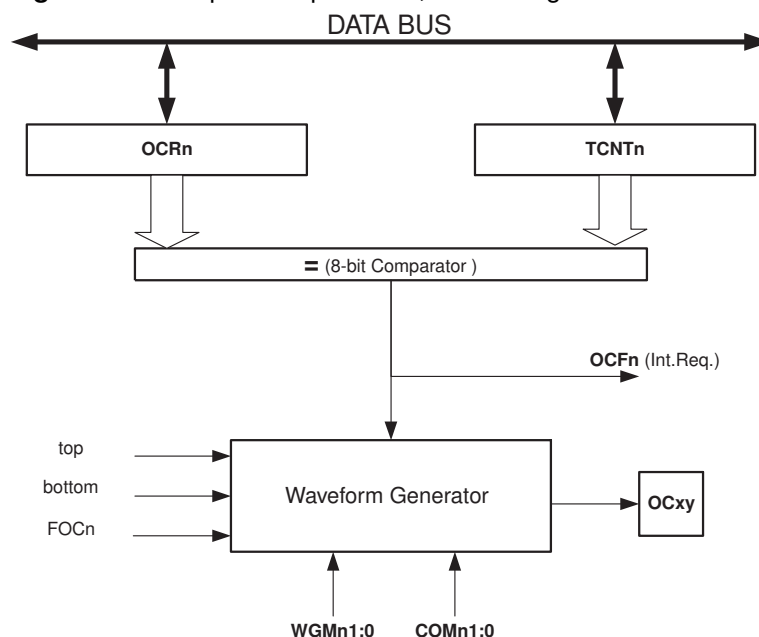 DATA BUS
OCRn
TCNTn
= (8-bit Comparator )
OCFn (Int.Req.)
top
bottom
FOCn
Waveform Generator
OCxy
WGMn1:0
COMn1:0